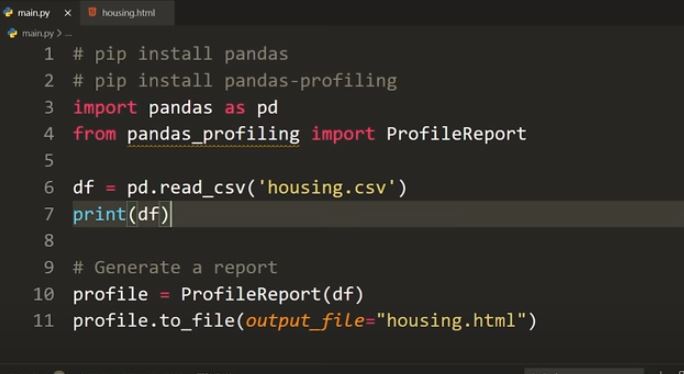 main.py
housing.html
main.py > ...
1 # pip install pandas
2 # pip install pandas-profiling
3 import pandas as pd
4 from pandas_profiling import ProfileReport
5
6 df = pd.read_csv('housing.csv')
7 print(df)
8
9 # Generate a report
10 profile = ProfileReport(df)
11 profile.to_file(output_file="housing.html")